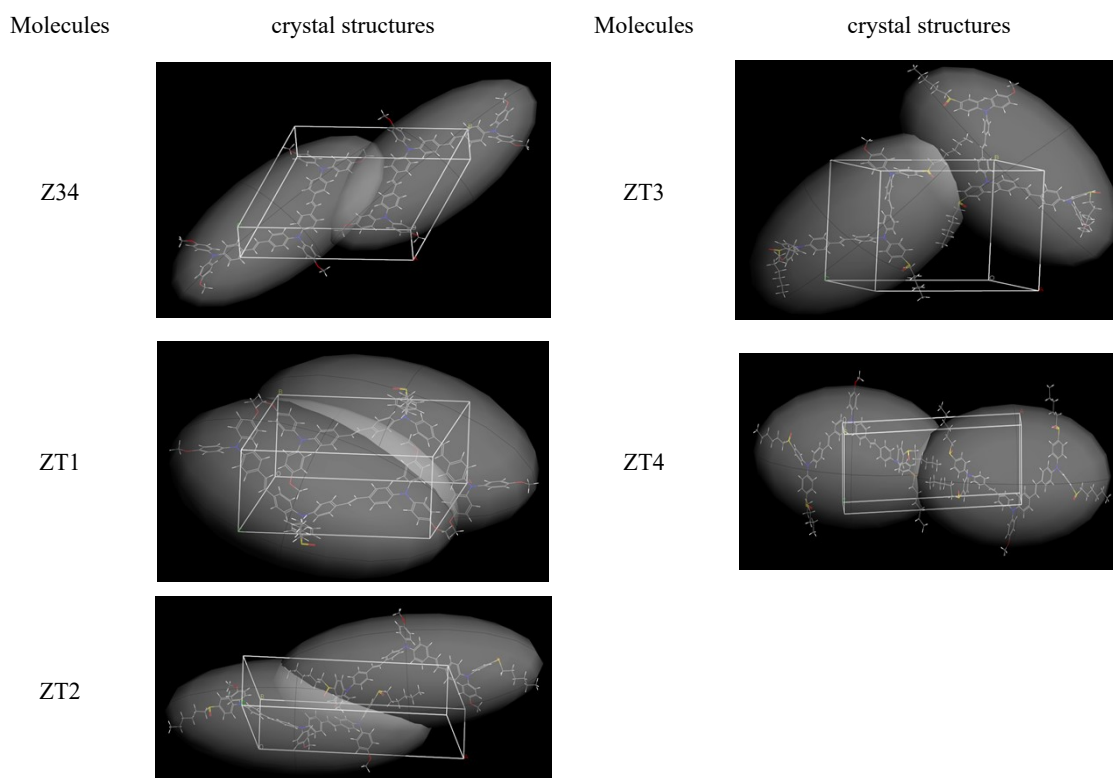 Molecules crystal structures Molecules crystal structures
Z34 ZT3
ZT1 ZT4
ZT2